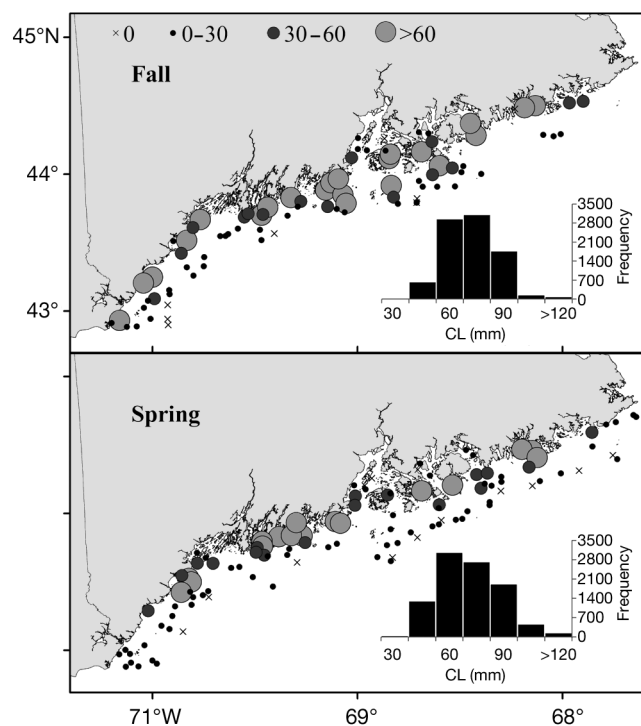 45°N
× 0 • 0–30 ● 30–60 ● >60
Fall
44°
43°
3500
2800
2100
1400
700
0
Frequency
30 60 90 >120
CL (mm)
Spring
3500
2800
2100
1400
700
0
Frequency
30 60 90 >120
CL (mm)
71°W 69° 68°